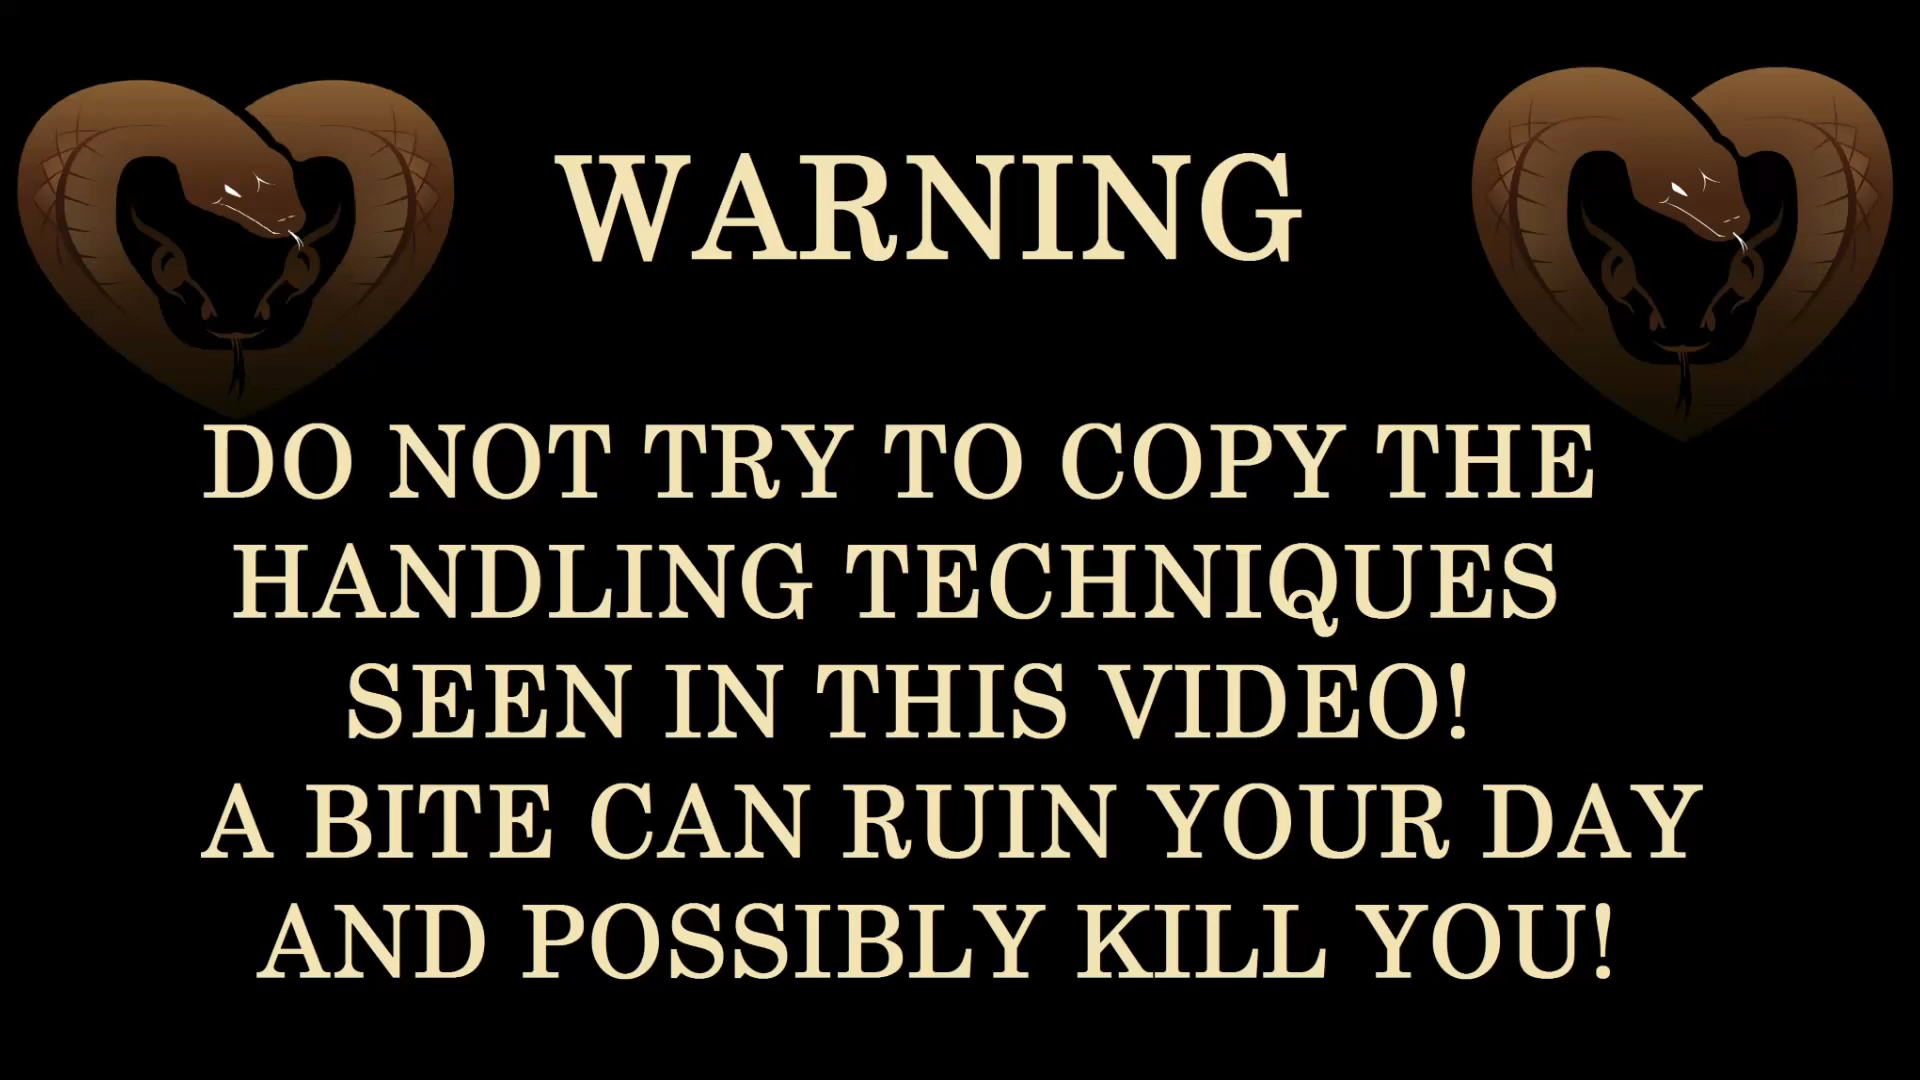 WARNING
DO NOT TRY TO COPY THE
HANDLING TECHNIQUES
SEEN IN THIS VIDEO!
A BITE CAN RUIN YOUR DAY
AND POSSIBLY KILL YOU!